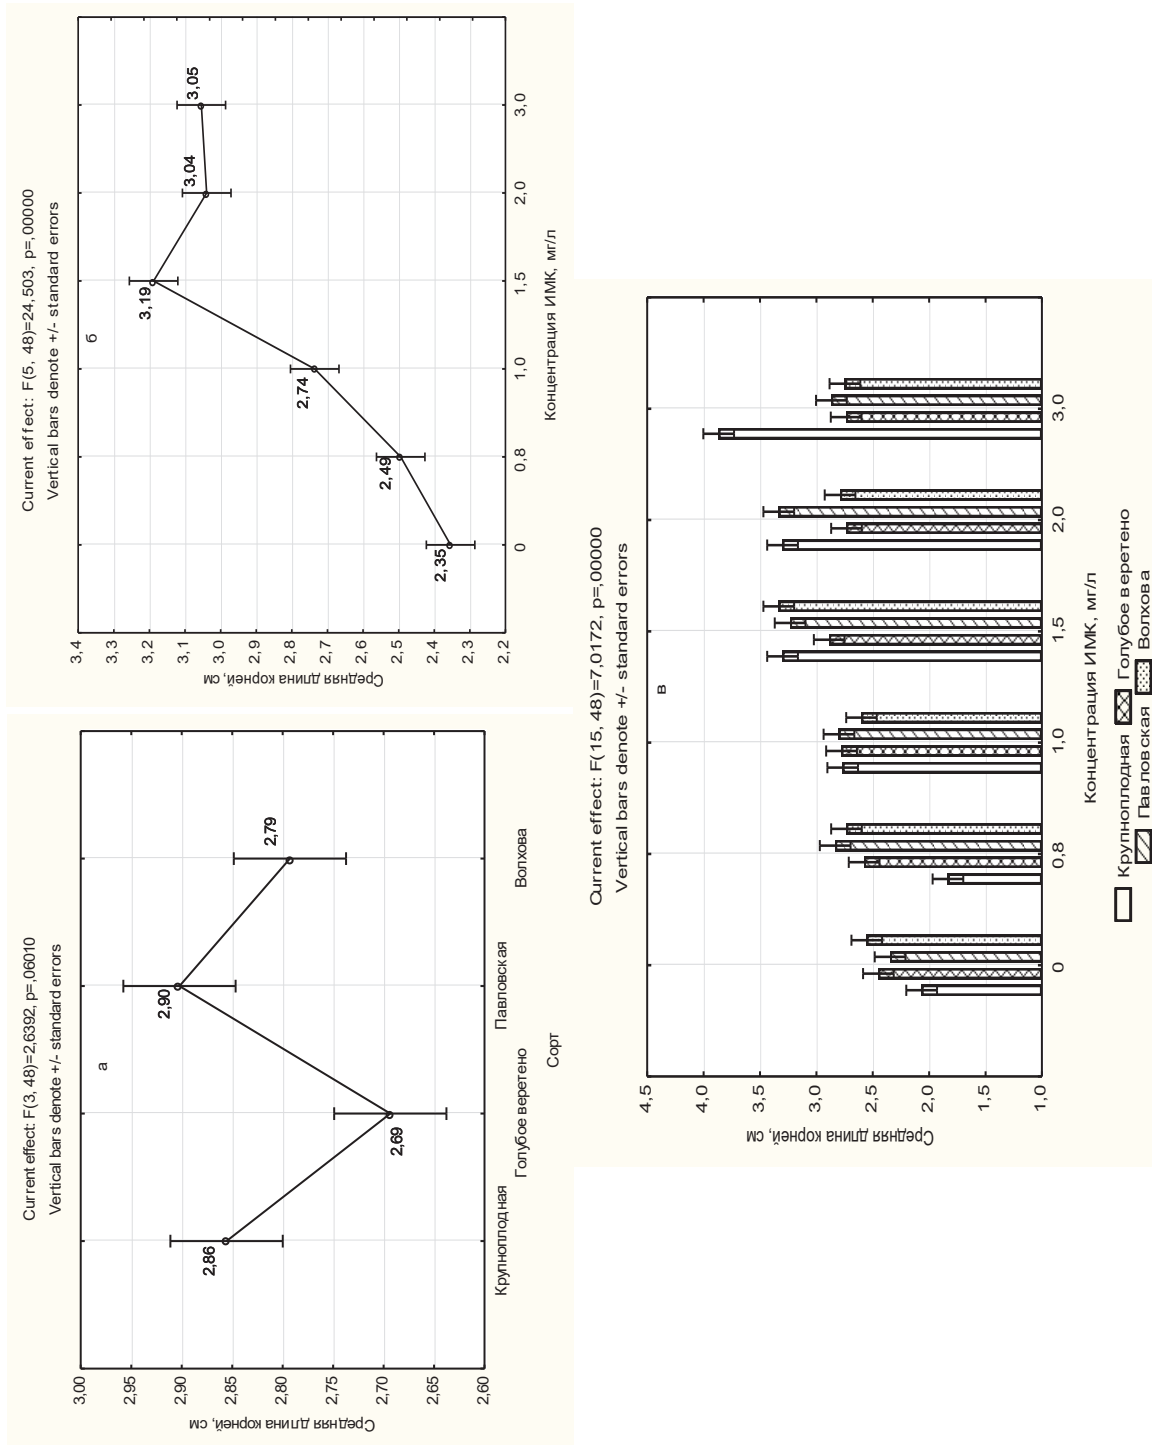 Current effect: F(3, 48)=2,6392, p=,06010
Vertical bars denote +/- standard errors
а
3,00
2,95
2,90
2,85
2,80
2,70
2,65
2,60
Средняя длина корней, см
2,86
2,69
2,90
2,79
Крупноплодная
Голубое веретено
Павловская
Волхова
Сорт
Current effect: F(5, 48)=24,503, p=,00000
Vertical bars denote +/- standard errors
б
3,4
3,3
3,2
3,1
3,0
2,9
2,8
2,7
2,6
2,5
2,4
2,3
2,2
Средняя длина корней, см
2,35
2,49
2,74
3,19
3,04
3,05
0
0,8
1,0
1,5
2,0
3,0
Концентрация ИМК, мг/л
Current effect: F(15, 48)=7,0172, p=,00000
Vertical bars denote +/- standard errors
в
4,5
4,0
3,5
3,0
2,5
2,0
1,5
1,0
Средняя длина корней, см
0
0,8
1,0
1,5
2,0
3,0
Концентрация ИМК, мг/л
Крупноплодная Голубое веретено
Павловская Волхова